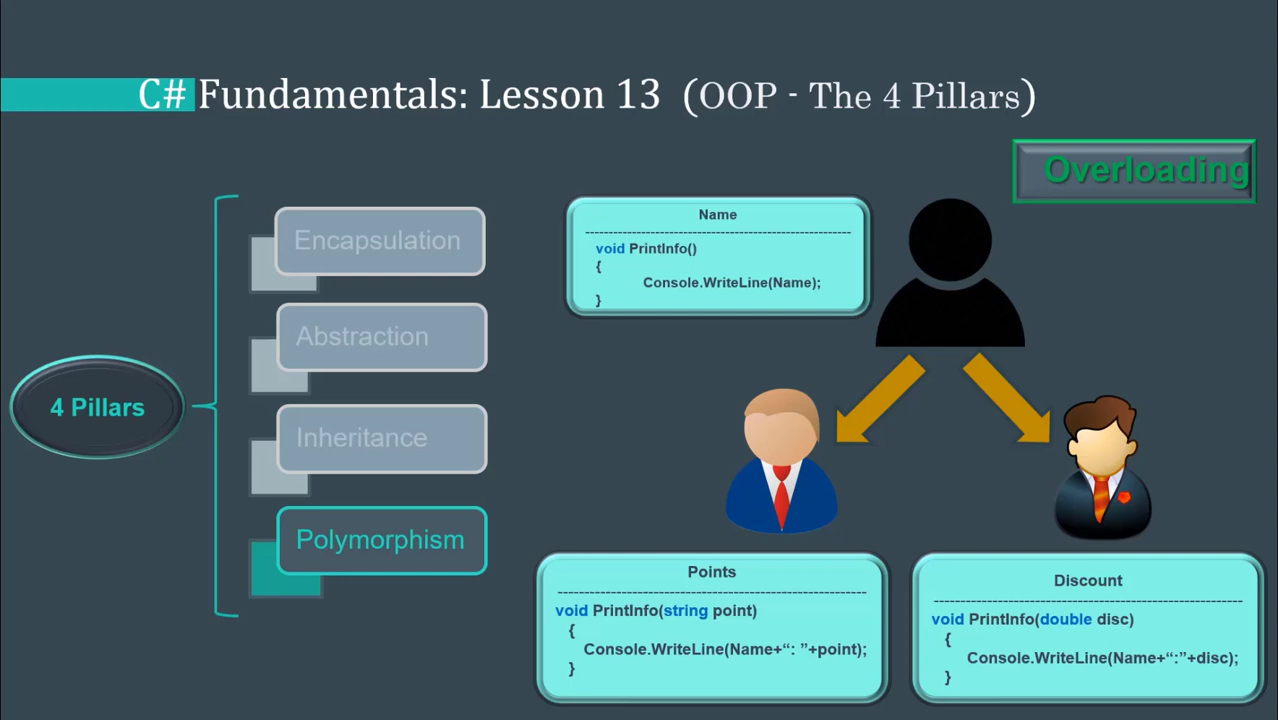 C# Fundamentals: Lesson 13 (OOP - The 4 Pillars)
Overloading
4 Pillars
Encapsulation
Abstraction
Inheritance
Polymorphism
Name
--------------------------------------------------
void PrintInfo()
{
Console.WriteLine(Name);
}
Points
----------------------------------------------------
void PrintInfo(string point)
{
Console.WriteLine(Name+“: ”+point);
}
Discount
----------------------------------------------------
void PrintInfo(double disc)
{
Console.WriteLine(Name+“:”+disc);
}